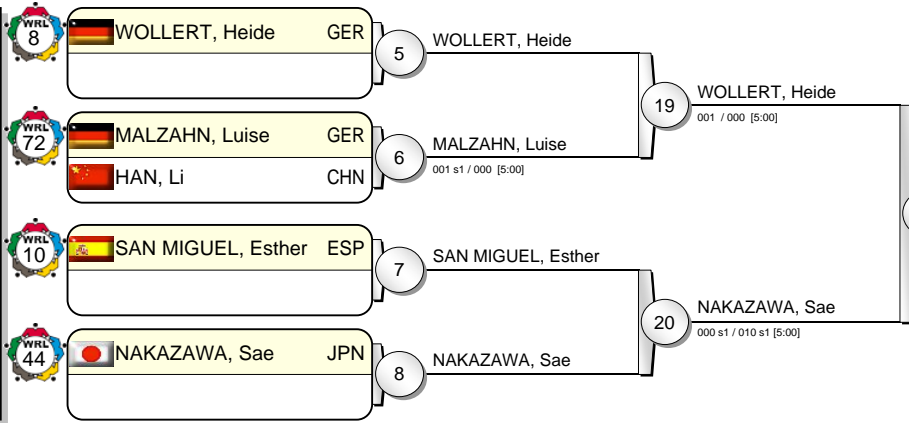 WRL
8
WOLLERT, Heide GER
5
WOLLERT, Heide
19
WOLLERT, Heide
001 / 000 [5:00]
WRL
72
MALZAHN, Luise GER
HAN, Li CHN
6
MALZAHN, Luise
001 s1 / 000 [5:00]
WRL
10
SAN MIGUEL, Esther ESP
7
SAN MIGUEL, Esther
20
NAKAZAWA, Sae
000 s1 / 010 s1 [5:00]
WRL
44
NAKAZAWA, Sae JPN
8
NAKAZAWA, Sae